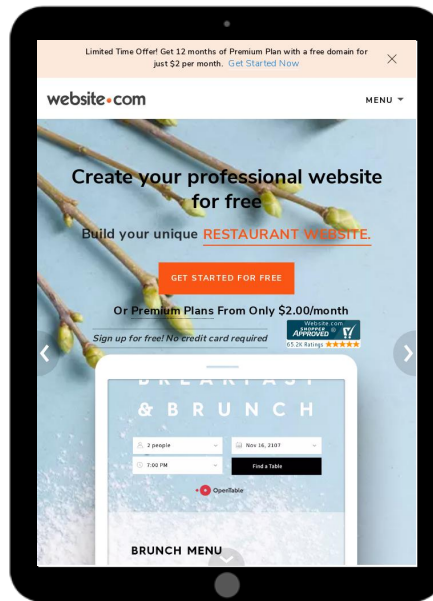 Limited Time Offer! Get 12 months of Premium Plan with a free domain for
just $2 per month. Get Started Now
website.com
MENU
Create your professional website
for free
Build your unique RESTAURANT WEBSITE.
GET STARTED FOR FREE
Or Premium Plans From Only $2.00/month
Sign up for free! No credit card required
Website.com
SHOPPER
APPROVED
65.2K Ratings
BREAKFAST
& BRUNCH
2 people
Nov 16, 2107
7:00 PM
Find a Table
OpenTable
BRUNCH MENU